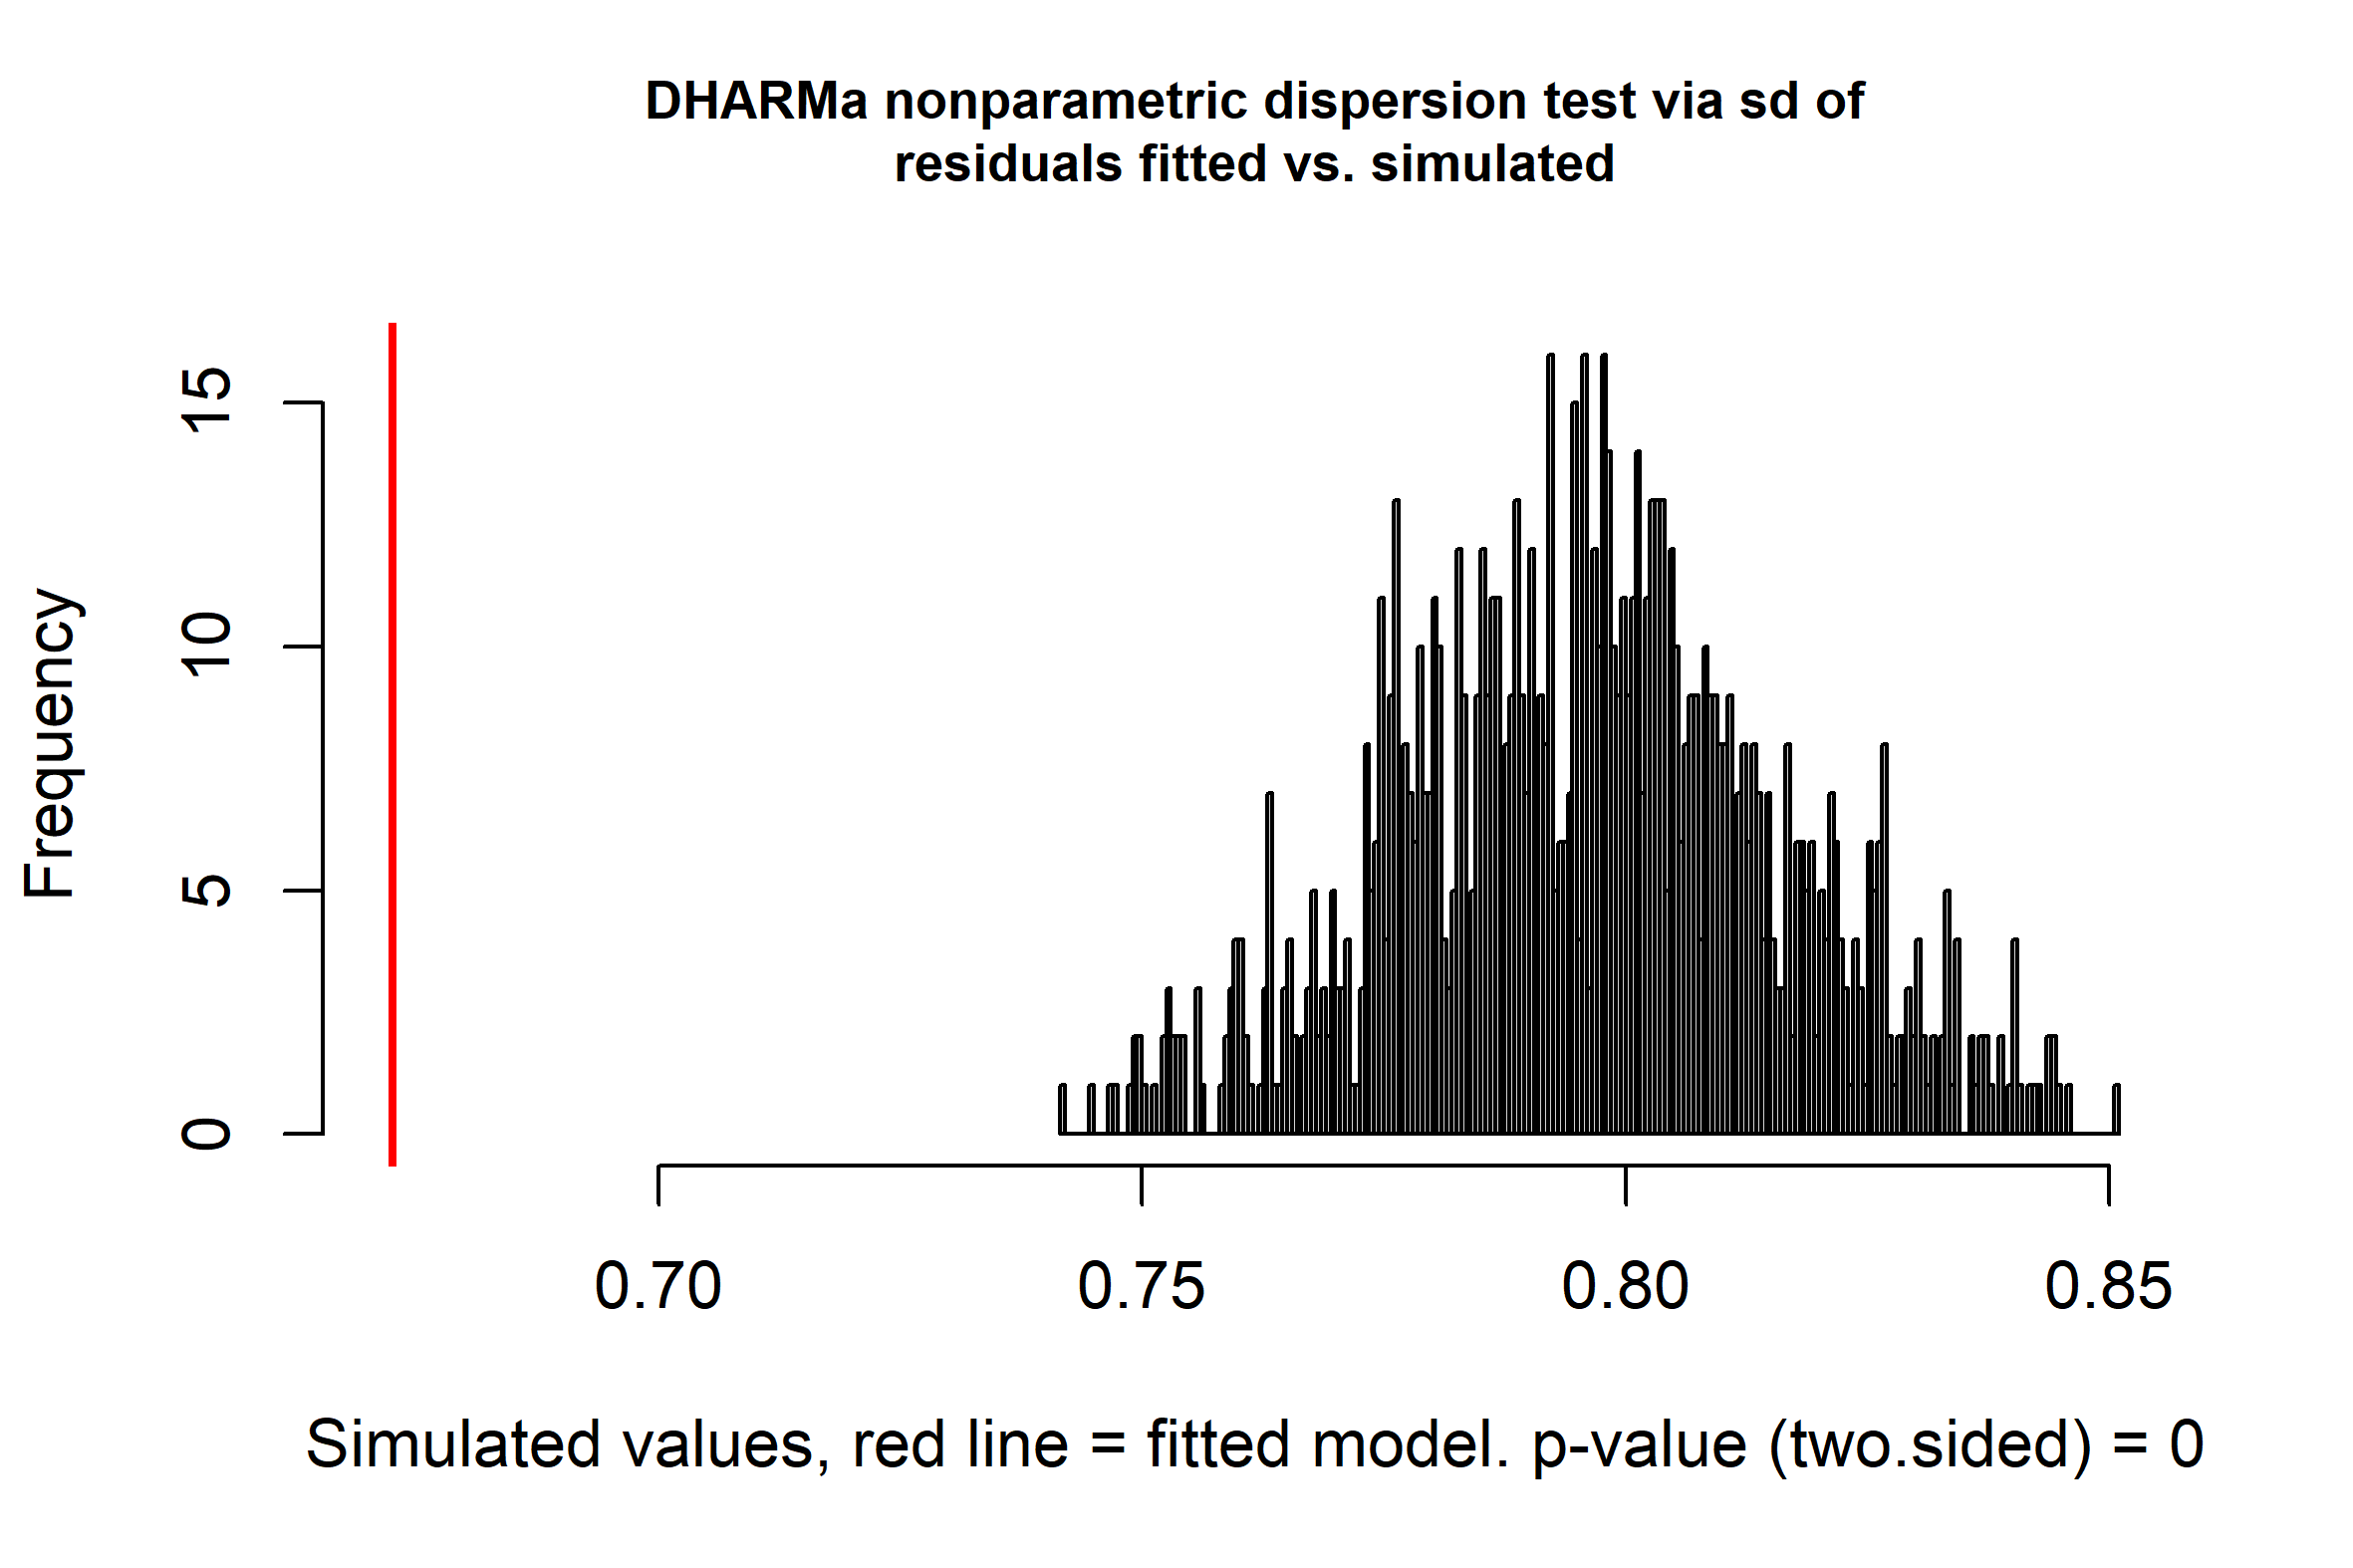 DHARMa nonparametric dispersion test via sd of
residuals fitted vs. simulated
Frequency
15
10
5
0
0.70 0.75 0.80 0.85
Simulated values, red line = fitted model. p-value (two.sided) = 0